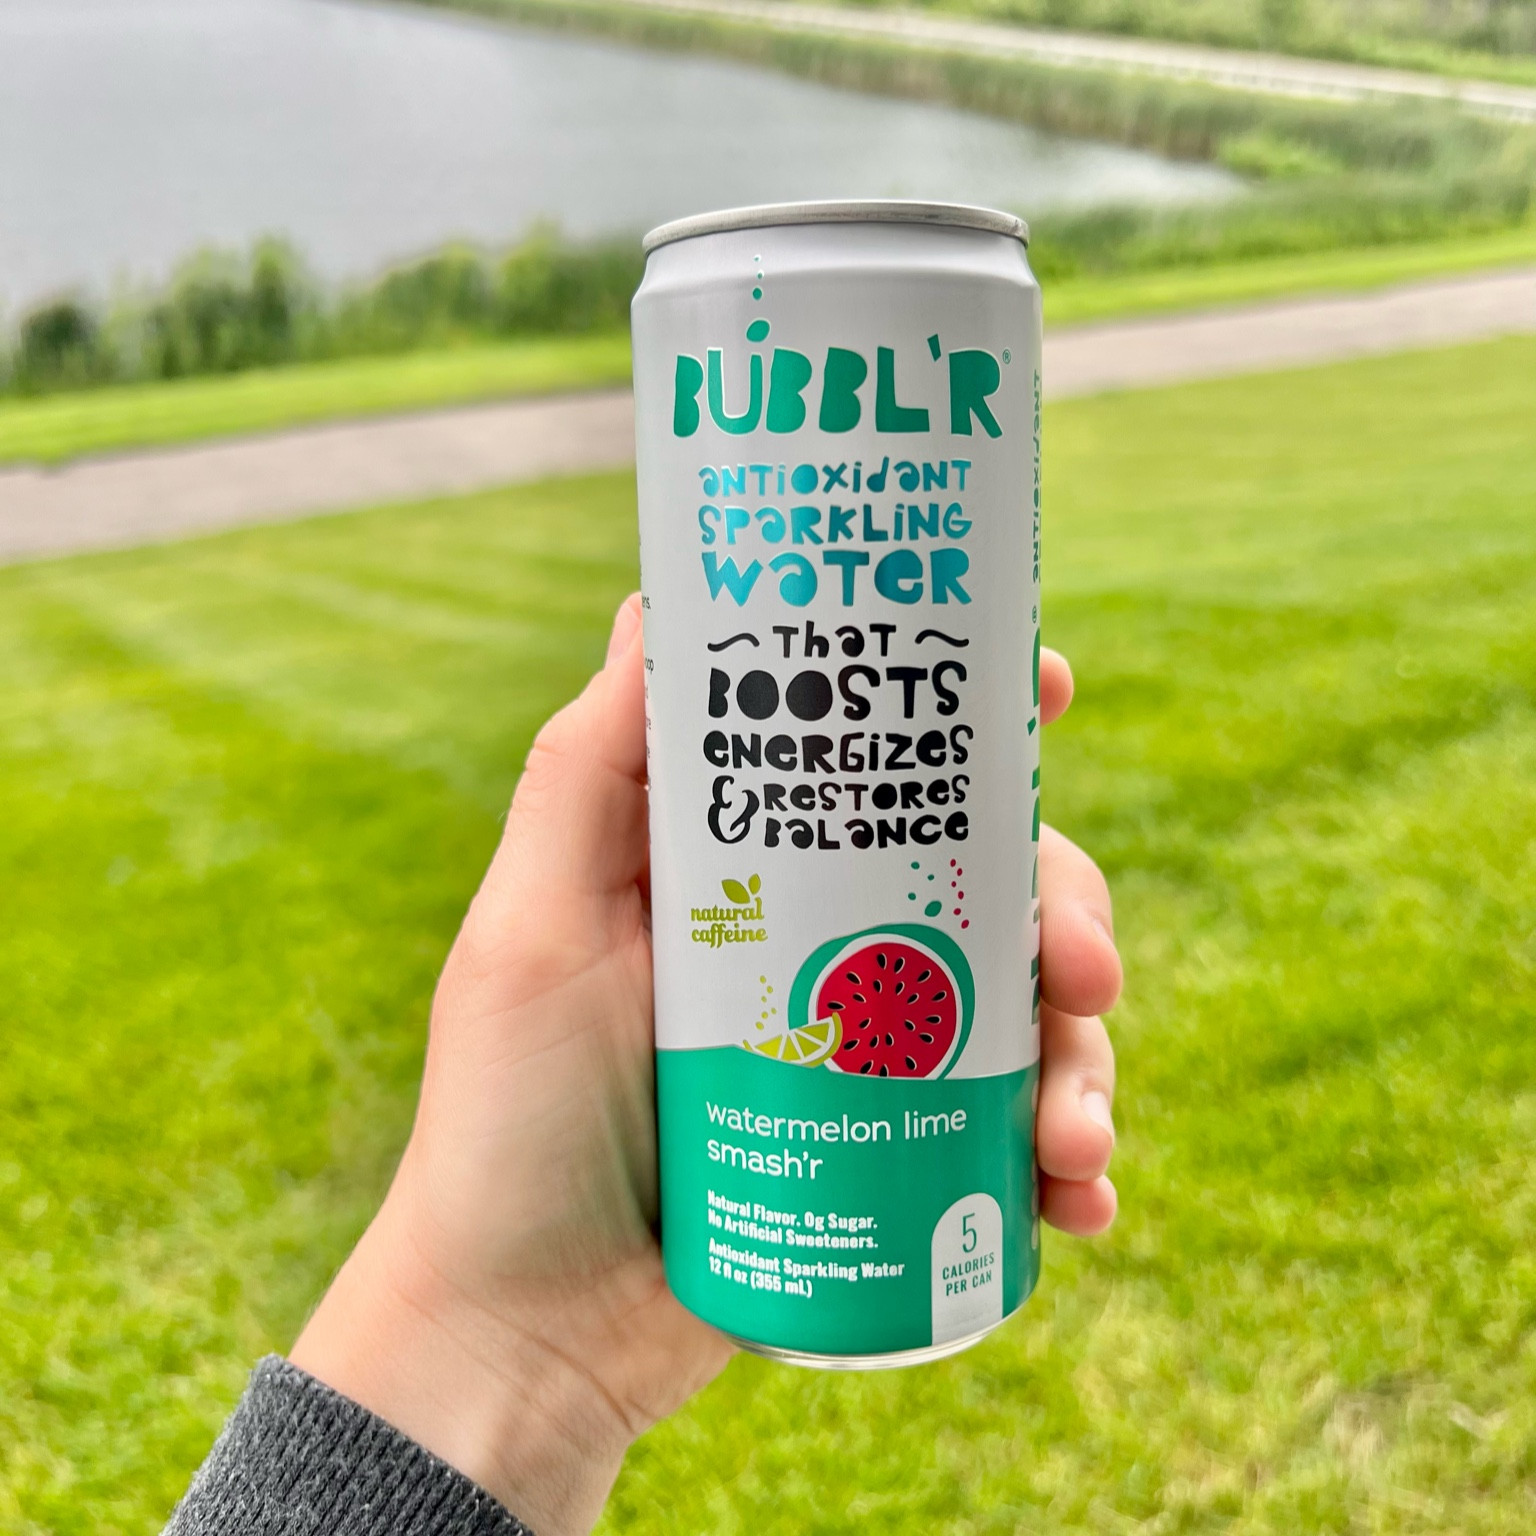 BUBBL'R®
antioxidant
sparkling
water
that
boosts
energizes
& restores
balance
natural
caffeine
watermelon lime
smash'r
Natural Flavor. 0g Sugar.
No Artificial Sweeteners.
Antioxidant Sparkling Water
12 fl oz (355 mL)
5
CALORIES
PER CAN
antioxidant